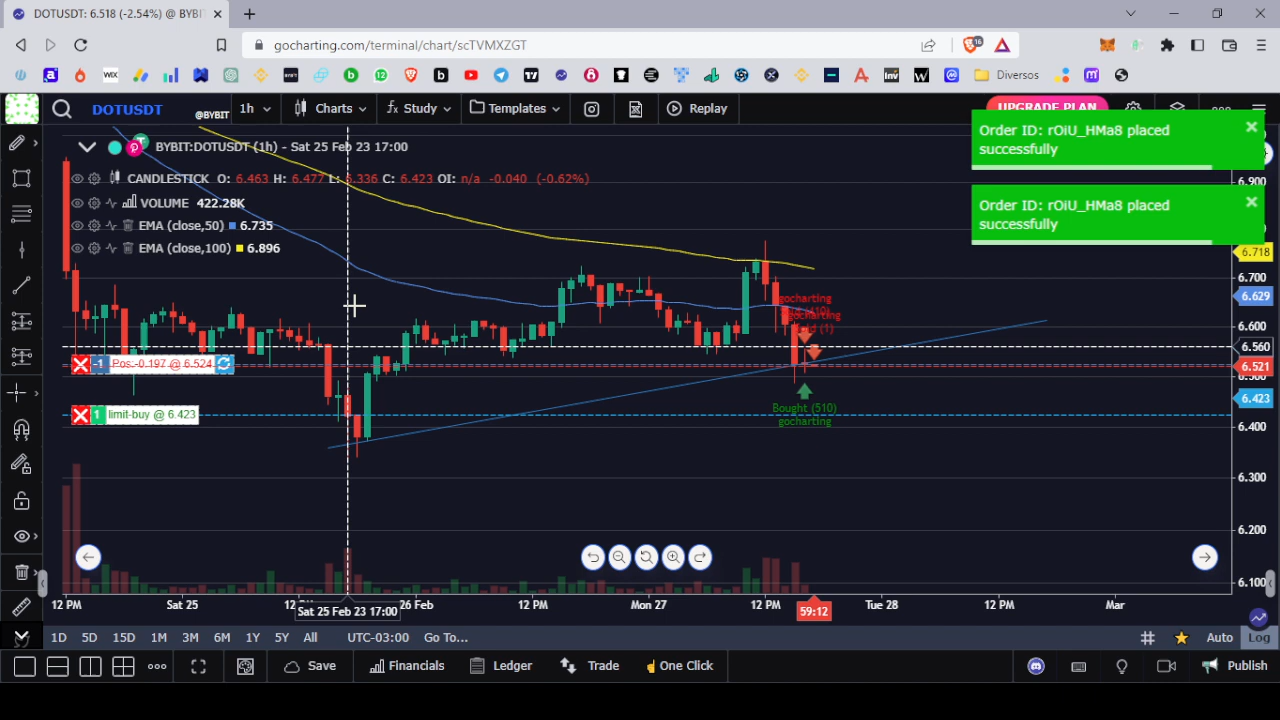 DOTUSDT: 6.518 (-2.54%) @ BYB
gocharting.com/terminal/chart/scTVMXZGT
16
WIX
12
Inv
W
Diversos
DOTUSDT @BYBIT 1h Charts Study Templates Replay UPGRADE PLAN
Order ID: rOiU_HMa8 placed
successfully
Order ID: rOiU_HMa8 placed
successfully
BYBIT:DOTUSDT (1h) - Sat 25 Feb 23 17:00
CANDLESTICK O: 6.463 H: 6.477 L: 6.336 C: 6.423 OI: n/a -0.040 (-0.62%)
VOLUME 422.28K
EMA (close,50) 6.735
EMA (close,100) 6.896
6.900
6.718
6.700
6.629
6.600
6.560
6.521
6.423
6.400
6.300
6.200
6.100
gocharting
gocharting
-1 Pos:-0.197 @ 6.524
1 limit-buy @ 6.423
Bought (510)
gocharting
12 PM Sat 25 Sat 25 Feb 23 17:00 26 Feb 12 PM Mon 27 12 PM 59:12 Tue 28 12 PM Mar
1D 5D 15D 1M 3M 6M 1Y 5Y All UTC-03:00 Go To... Auto Log
Save Financials Ledger Trade One Click Publish